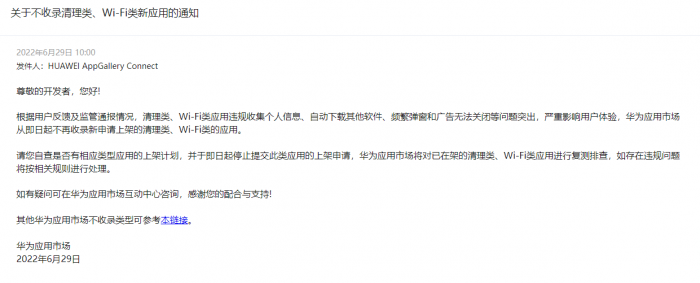 关于不收录清理类、Wi-Fi类新应用的通知
2022年6月29日 10:00
发件人：HUAWEI AppGallery Connect
尊敬的开发者，您好!
根据用户反馈及监管通报情况，清理类、Wi-Fi类应用违规收集个人信息、自动下载其他软件、频繁弹窗和广告无法关闭等问题突出，严重影响用户体验，华为应用市场
从即日起不再收录新申请上架的清理类、Wi-Fi类的应用。
请您自查是否有相应类型应用的上架计划，并于即日起停止提交此类应用的上架申请，华为应用市场将对已在架的清理类、Wi-Fi类应用进行复测排查，如存在违规问题
将按相关规则进行处理。
如有疑问可在华为应用市场互动中心咨询，感谢您的配合与支持!
其他华为应用市场不收录类型可参考本链接。
华为应用市场
2022年6月29日